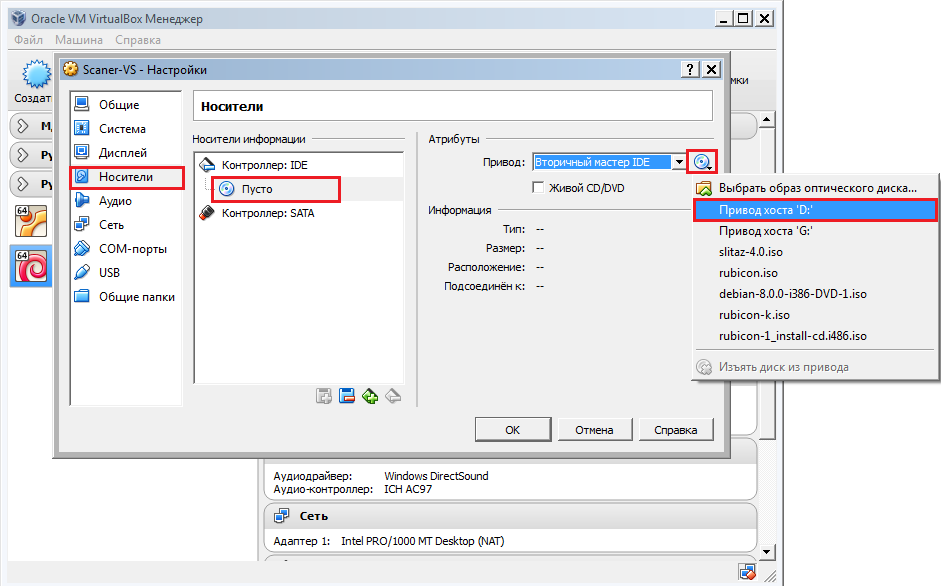 Oracle VM VirtualBox Менеджер
Файл Машина Справка
Создат
мки
Scaner-VS - Настройки
Общие
Система
Дисплей
Носители
Аудио
Сеть
COM-порты
USB
Общие папки
Носители
Носители информации
Контроллер: IDE
Пусто
Контроллер: SATA
Атрибуты
Привод: Вторичный мастер IDE
Живой CD/DVD
Информация
Тип: --
Размер: --
Расположение: --
Подсоединён к: --
Выбрать образ оптического диска...
Привод хоста 'D:'
Привод хоста 'G:'
slitaz-4.0.iso
rubicon.iso
debian-8.0.0-i386-DVD-1.iso
rubicon-k.iso
rubicon-1_install-cd.i486.iso
Изъять диск из привода
OK Отмена Справка
64
64
Аудиодрайвер: Windows DirectSound
Аудио-контроллер: ICH AC97
Сеть
Адаптер 1: Intel PRO/1000 MT Desktop (NAT)